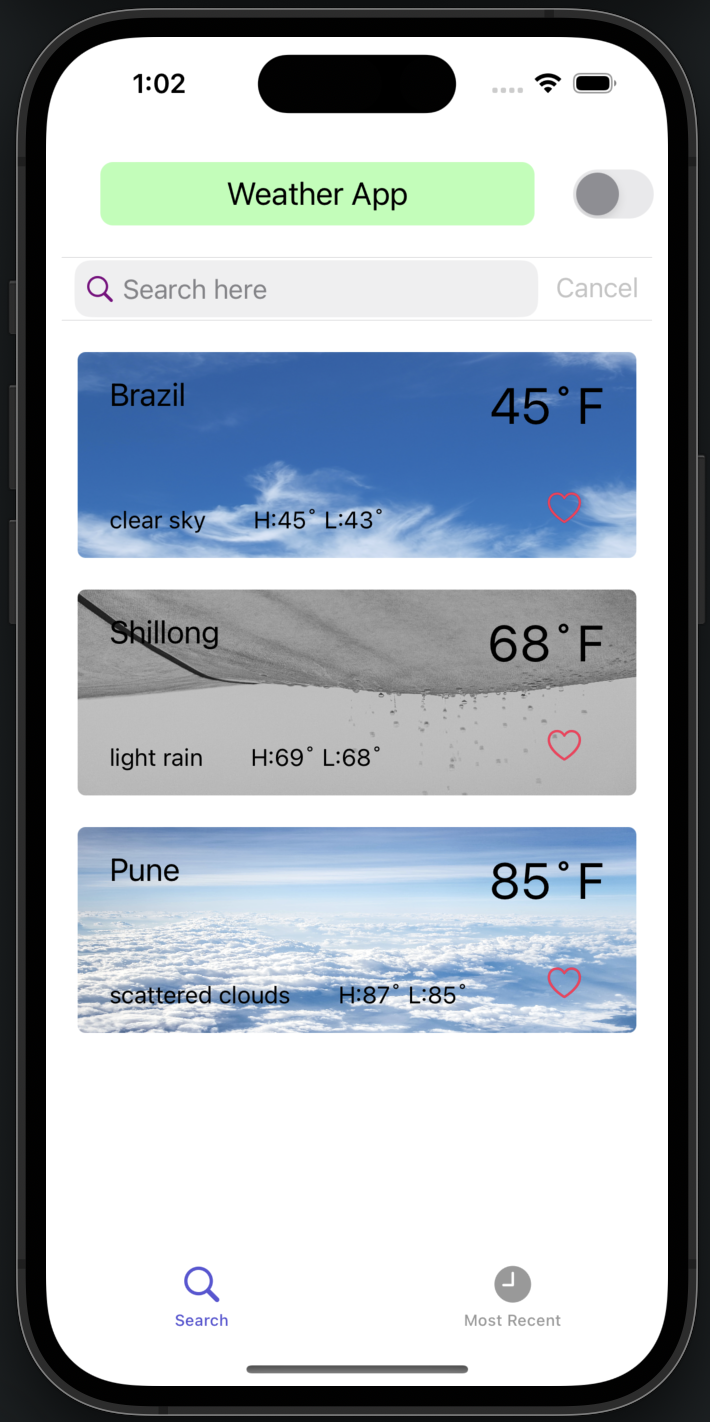 1:02
Weather App
Search here
Cancel
Brazil
45°F
clear sky H:45° L:43°
Shillong
68°F
light rain H:69° L:68°
Pune
85°F
scattered clouds H:87° L:85°
Search
Most Recent